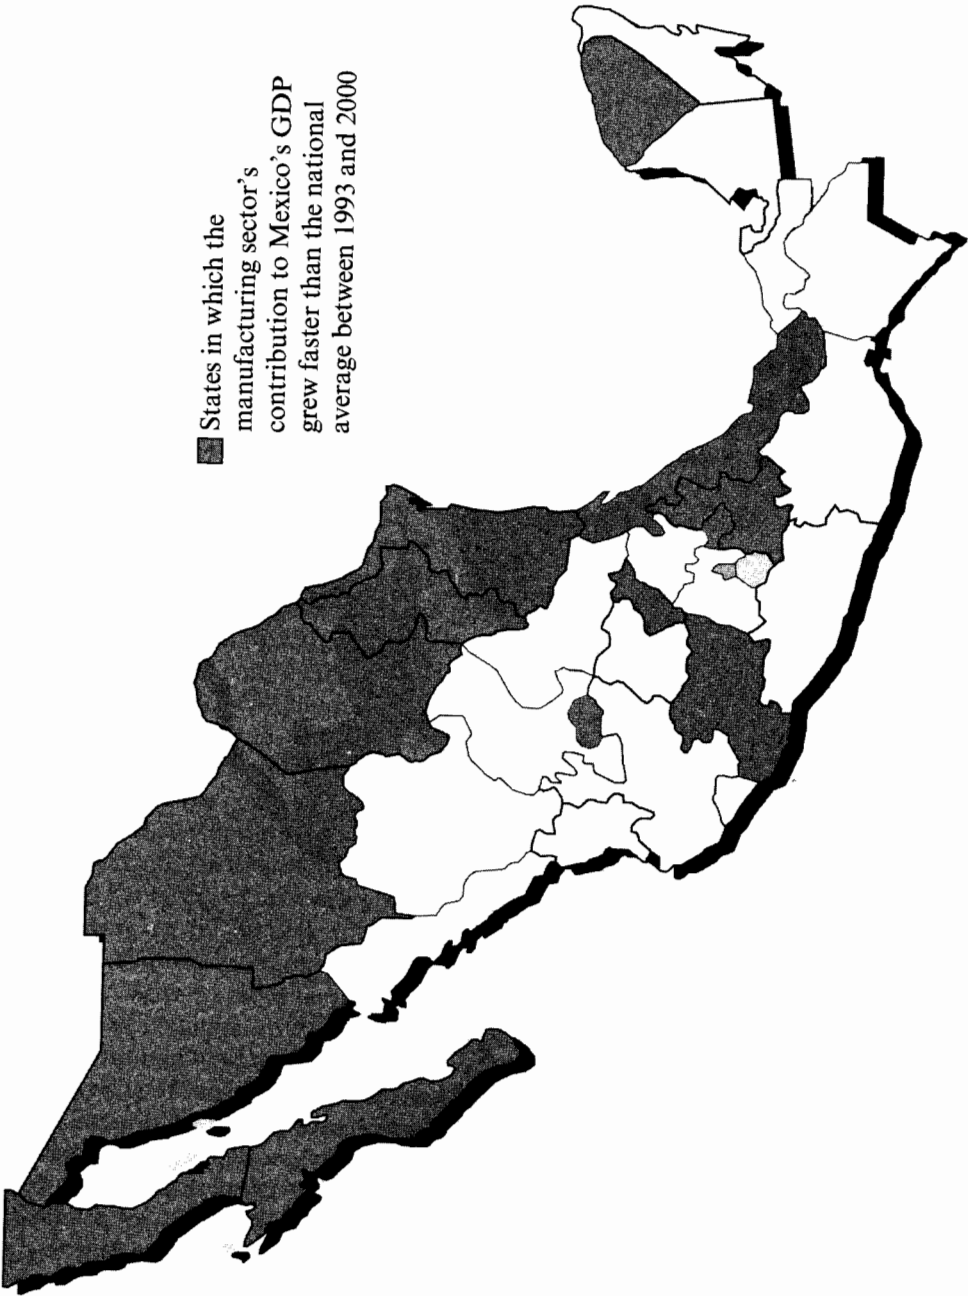 States in which the
manufacturing sector's
contribution to Mexico's GDP
grew faster than the national
average between 1993 and 2000